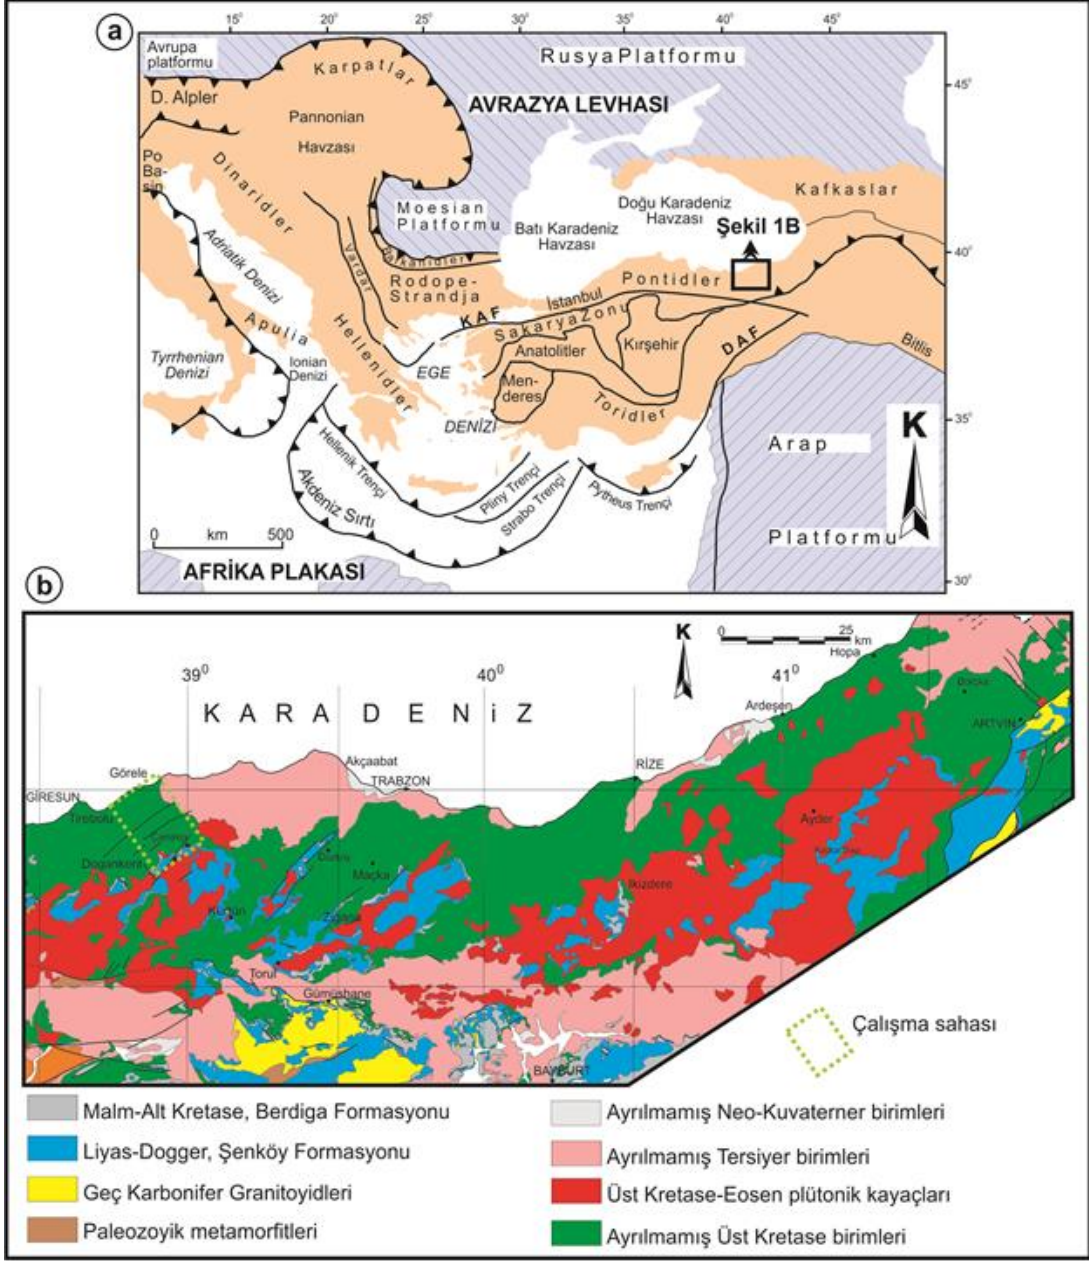 a
15°
20°
25°
30°
35°
40°
45°
Avrupa
platformu
Karpatlar
Rusya Platformu
45°
D. Alpler
AVRAZYA LEVHASI
Pannonian
Havzası
Po
Ba-
sin
Dinaridler
Moesian
Platformu
Kafkaslar
Doğu Karadeniz
Havzası
Batı Karadeniz
Havzası
Şekil 1B
40°
Adriatik Denizi
Vardar
Balkanidler
Rodope-
Strandja
Pontidler
İstanbul
KAF
Sakarya Zonu
Apulia
Hellenidler
Anatolitler
Kırşehir
DAF
Bitlis
Tyrrhenian
Denizi
Ionian
Denizi
EGE
Men-
deres
Toridler
DENİZİ
35°
K
Arap
Hellenik Trençi
Pliny Trençi
Strabo Trençi
Pytheus Trençi
Akdeniz Sırtı
0 km 500
Platformu
AFRİKA PLAKASI
30°
b
K
0 25
km
Hopa
39⁰
40⁰
41⁰
KARADENiZ
Ardeşen
ARTVİN
Akçaabat
TRABZON
RİZE
Görele
GİRESUN
Tirebolu
Ayder
Doğankent
Maçka
İkizdere
Kürtün
Zigana
Torul
Gümüşhane
BAYBURT
Çalışma sahası
Malm-Alt Kretase, Berdiga Formasyonu
Liyas-Dogger, Şenköy Formasyonu
Geç Karbonifer Granitoyidleri
Paleozoyik metamorfitleri
Ayrılmamış Neo-Kuvaterner birimleri
Ayrılmamış Tersiyer birimleri
Üst Kretase-Eosen plütonik kayaçları
Ayrılmamış Üst Kretase birimleri